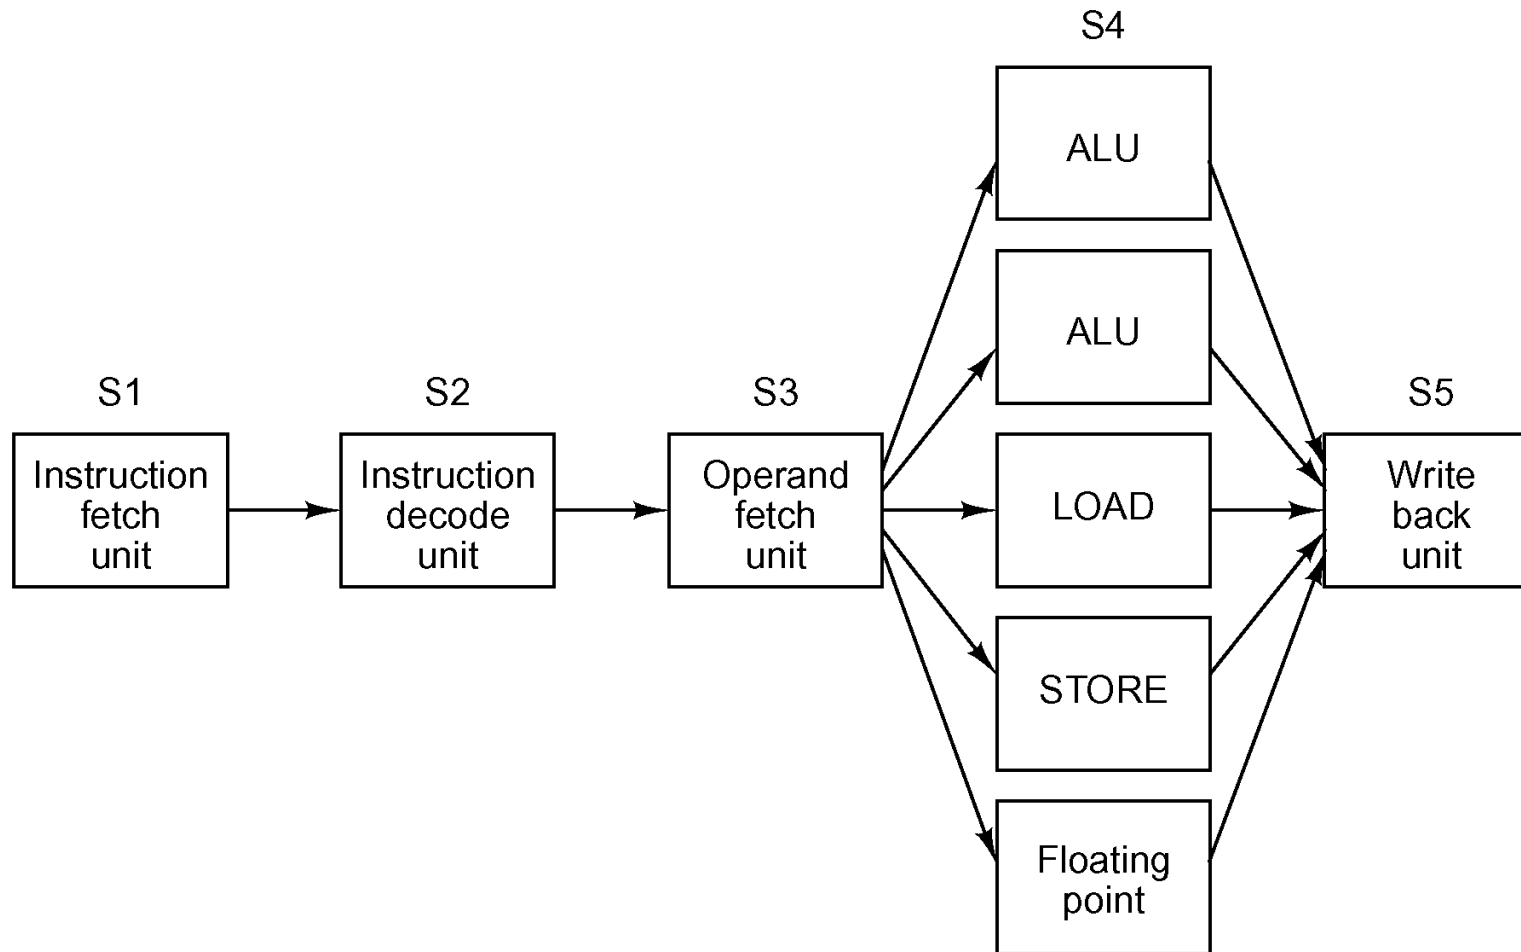 S4
ALU
ALU
S1
Instruction
fetch
unit
S2
Instruction
decode
unit
S3
Operand
fetch
unit
LOAD
S5
Write
back
unit
STORE
Floating
point